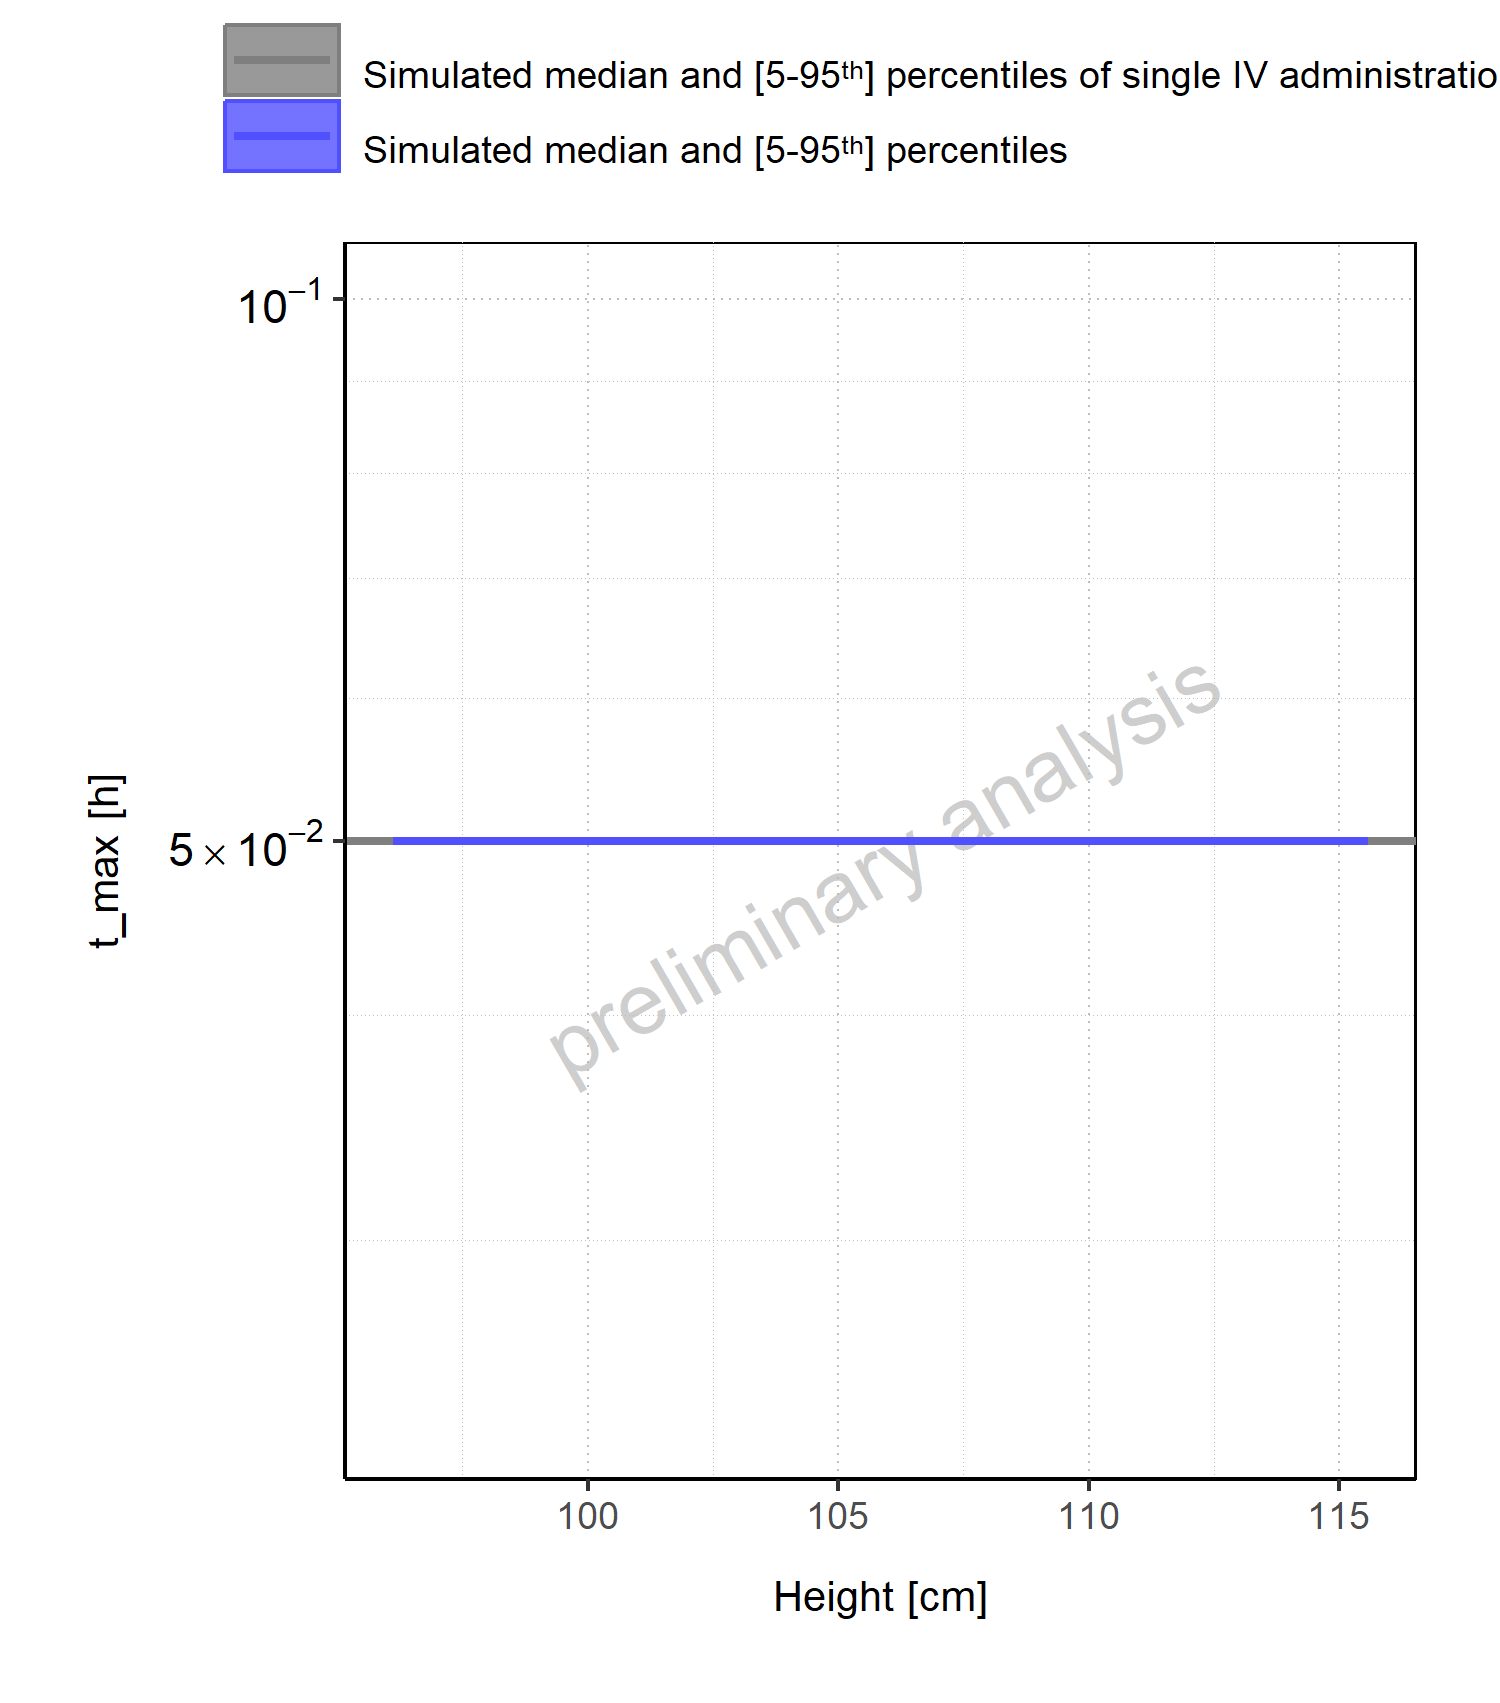 Simulated median and [5-95ᵗʰ] percentiles of single IV administratio
Simulated median and [5-95ᵗʰ] percentiles
10⁻¹
5 × 10⁻²
t_max [h]
preliminary analysis
100 105 110 115
Height [cm]